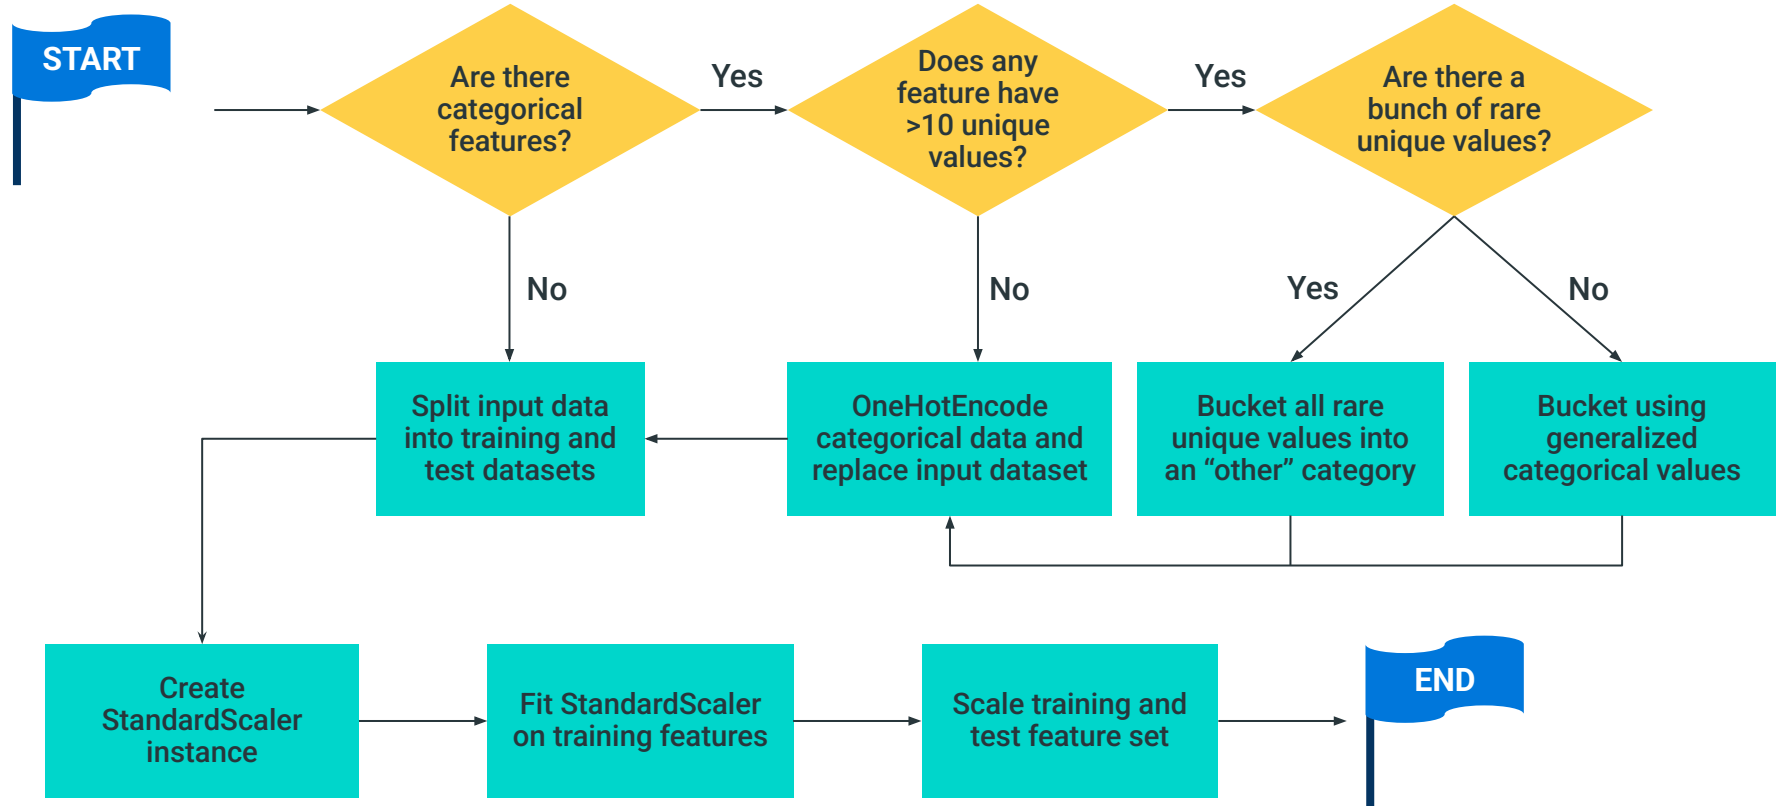 START
Are there
categorical
features?
Yes
Does any
feature have
>10 unique
values?
Yes
Are there a
bunch of rare
unique values?
No
No
Yes
No
Split input data
into training and
test datasets
OneHotEncode
categorical data and
replace input dataset
Bucket all rare
unique values into
an “other” category
Bucket using
generalized
categorical values
Create
StandardScaler
instance
Fit StandardScaler
on training features
Scale training and
test feature set
END